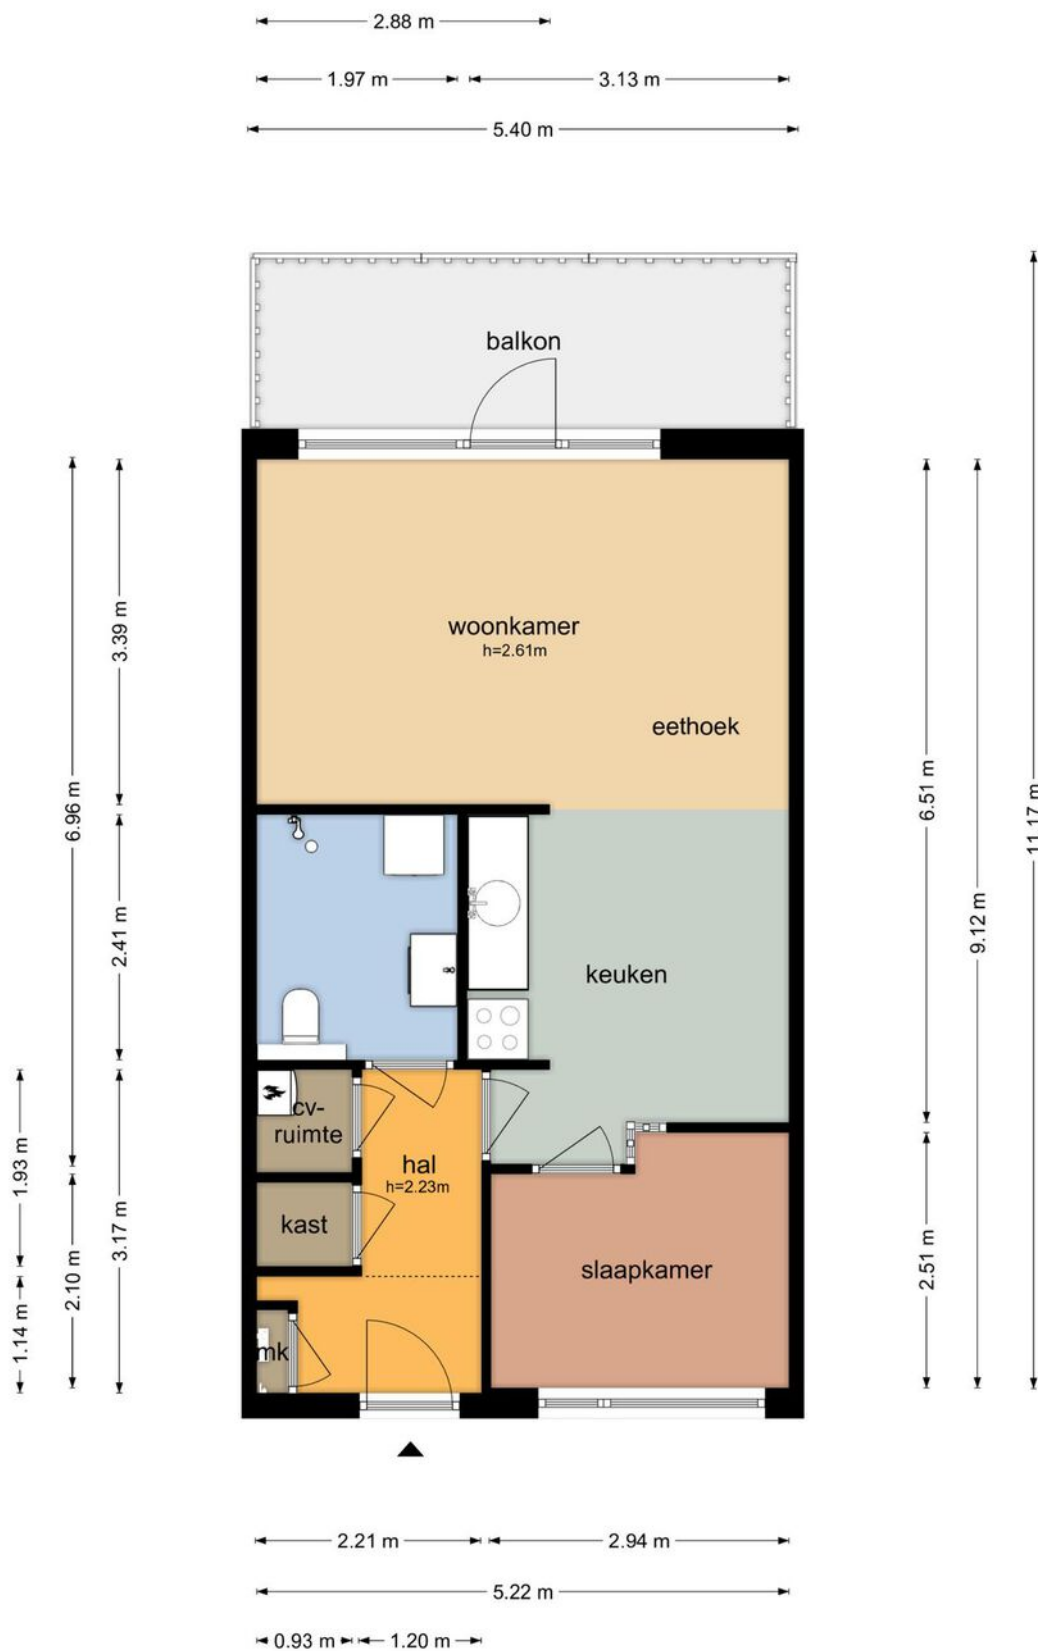 2.88 m
1.97 m
3.13 m
5.40 m
balkon
woonkamer
h=2.61m
eethoek
keuken
cv-
ruimte
hal
h=2.23m
kast
slaapkamer
mk
3.39 m
6.96 m
2.41 m
1.93 m
3.17 m
2.10 m
1.14 m
6.51 m
9.12 m
11.17 m
2.51 m
2.21 m
2.94 m
5.22 m
0.93 m
1.20 m